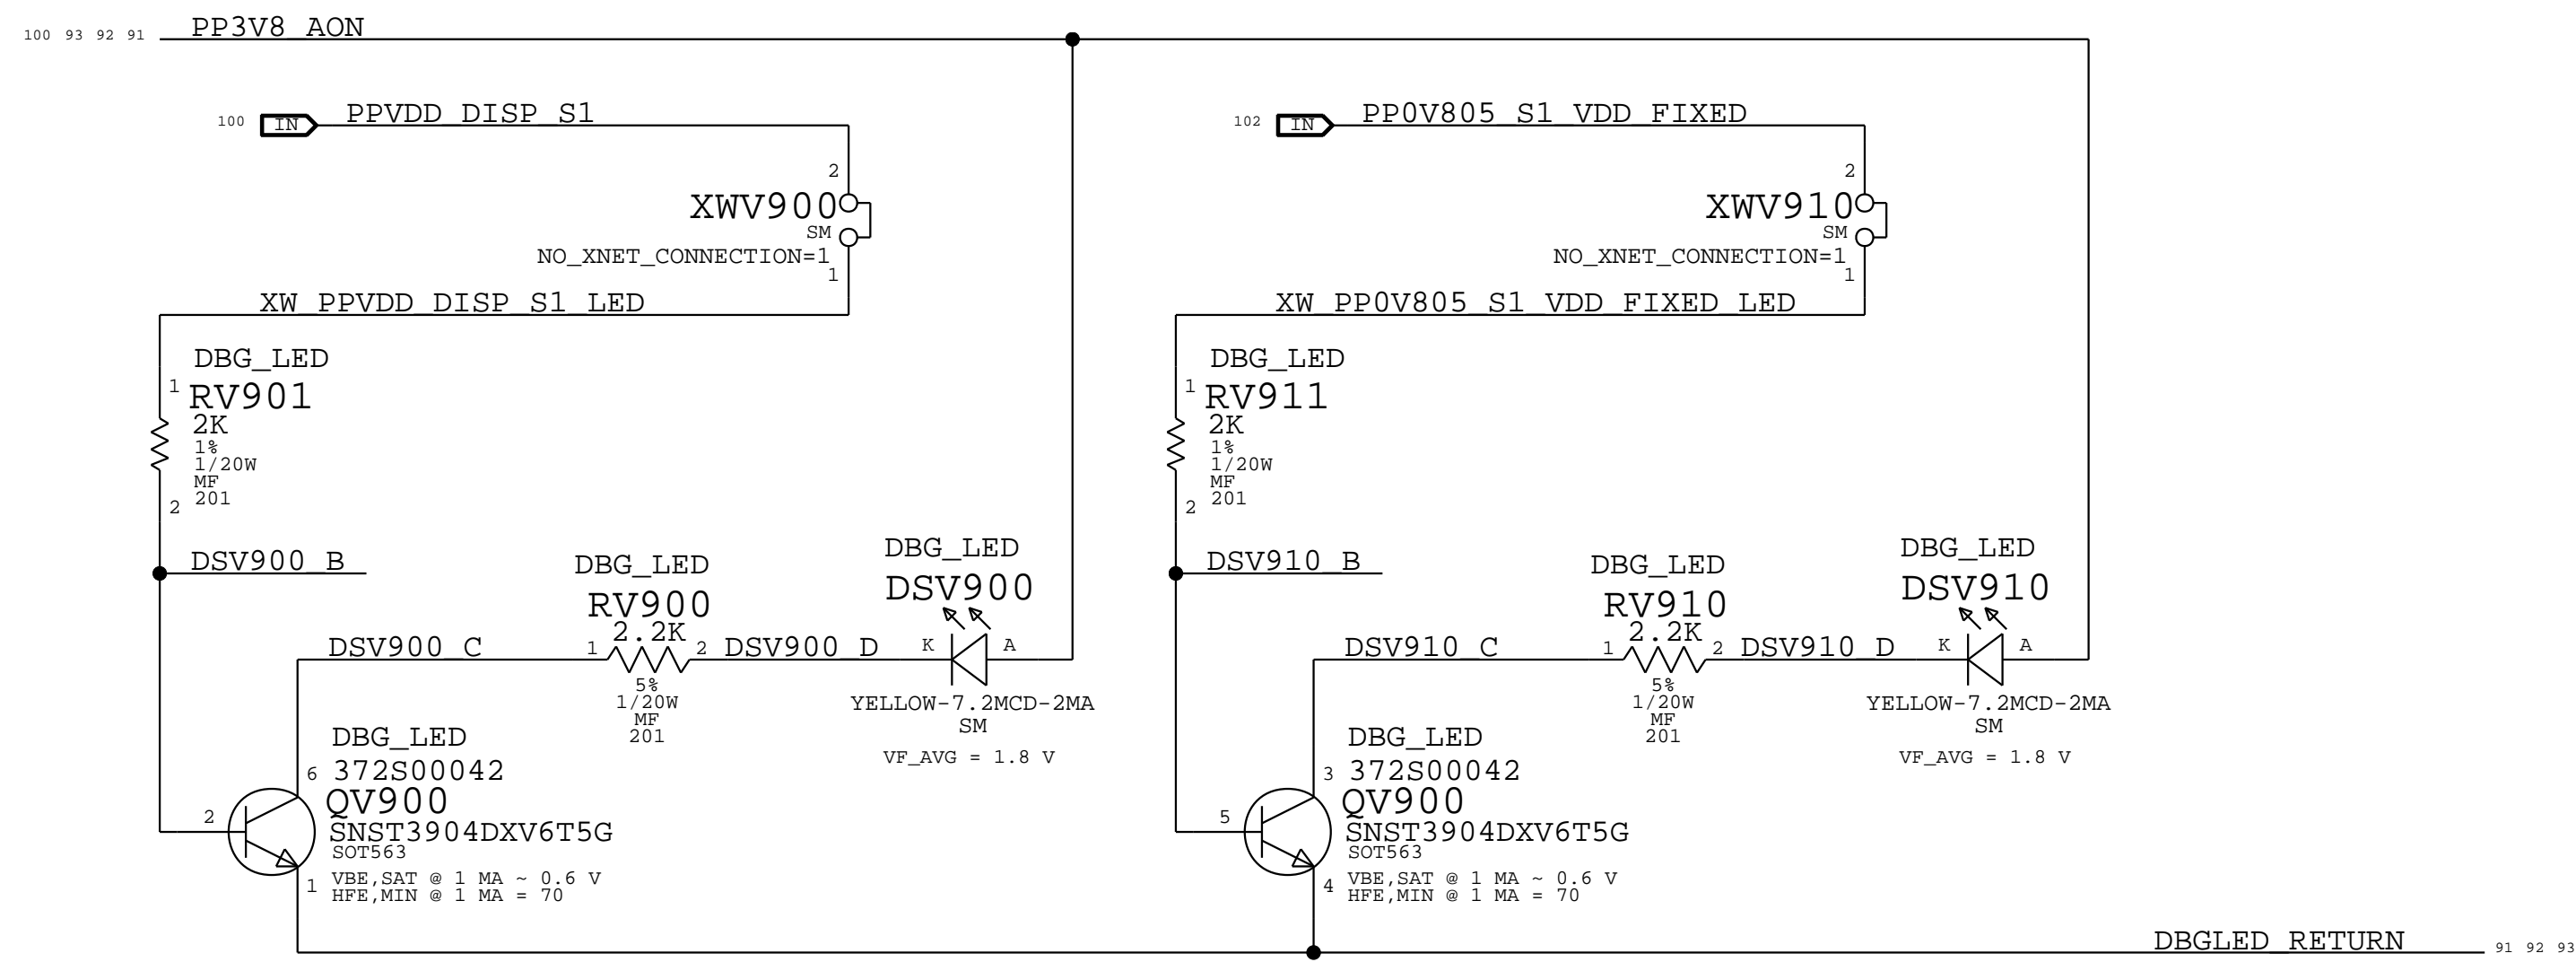 100 93 92 91 PP3V8_AON
100 IN PPVDD_DISP_S1
2
XWV900
SM
NO_XNET_CONNECTION=1
1
XW_PPVDD_DISP_S1_LED
DBG_LED
1
RV901
2K
1%
1/20W
MF
201
2
DSV900_B
DBG_LED
RV900
2.2K
DSV900_C 1 2 DSV900_D
5%
1/20W
MF
201
DBG_LED
DSV900
K A
YELLOW-7.2MCD-2MA
SM
VF_AVG = 1.8 V
DBG_LED
6 372S00042
QV900
2
SNST3904DXV6T5G
SOT563
1
VBE,SAT @ 1 MA ~ 0.6 V
HFE,MIN @ 1 MA = 70
102 IN PP0V805_S1_VDD_FIXED
2
XWV910
SM
NO_XNET_CONNECTION=1
1
XW_PP0V805_S1_VDD_FIXED_LED
DBG_LED
1
RV911
2K
1%
1/20W
MF
201
2
DSV910_B
DBG_LED
RV910
2.2K
DSV910_C 1 2 DSV910_D
5%
1/20W
MF
201
DBG_LED
DSV910
K A
YELLOW-7.2MCD-2MA
SM
VF_AVG = 1.8 V
DBG_LED
3 372S00042
QV900
5
SNST3904DXV6T5G
SOT563
4
VBE,SAT @ 1 MA ~ 0.6 V
HFE,MIN @ 1 MA = 70
DBGLED_RETURN 91 92 93